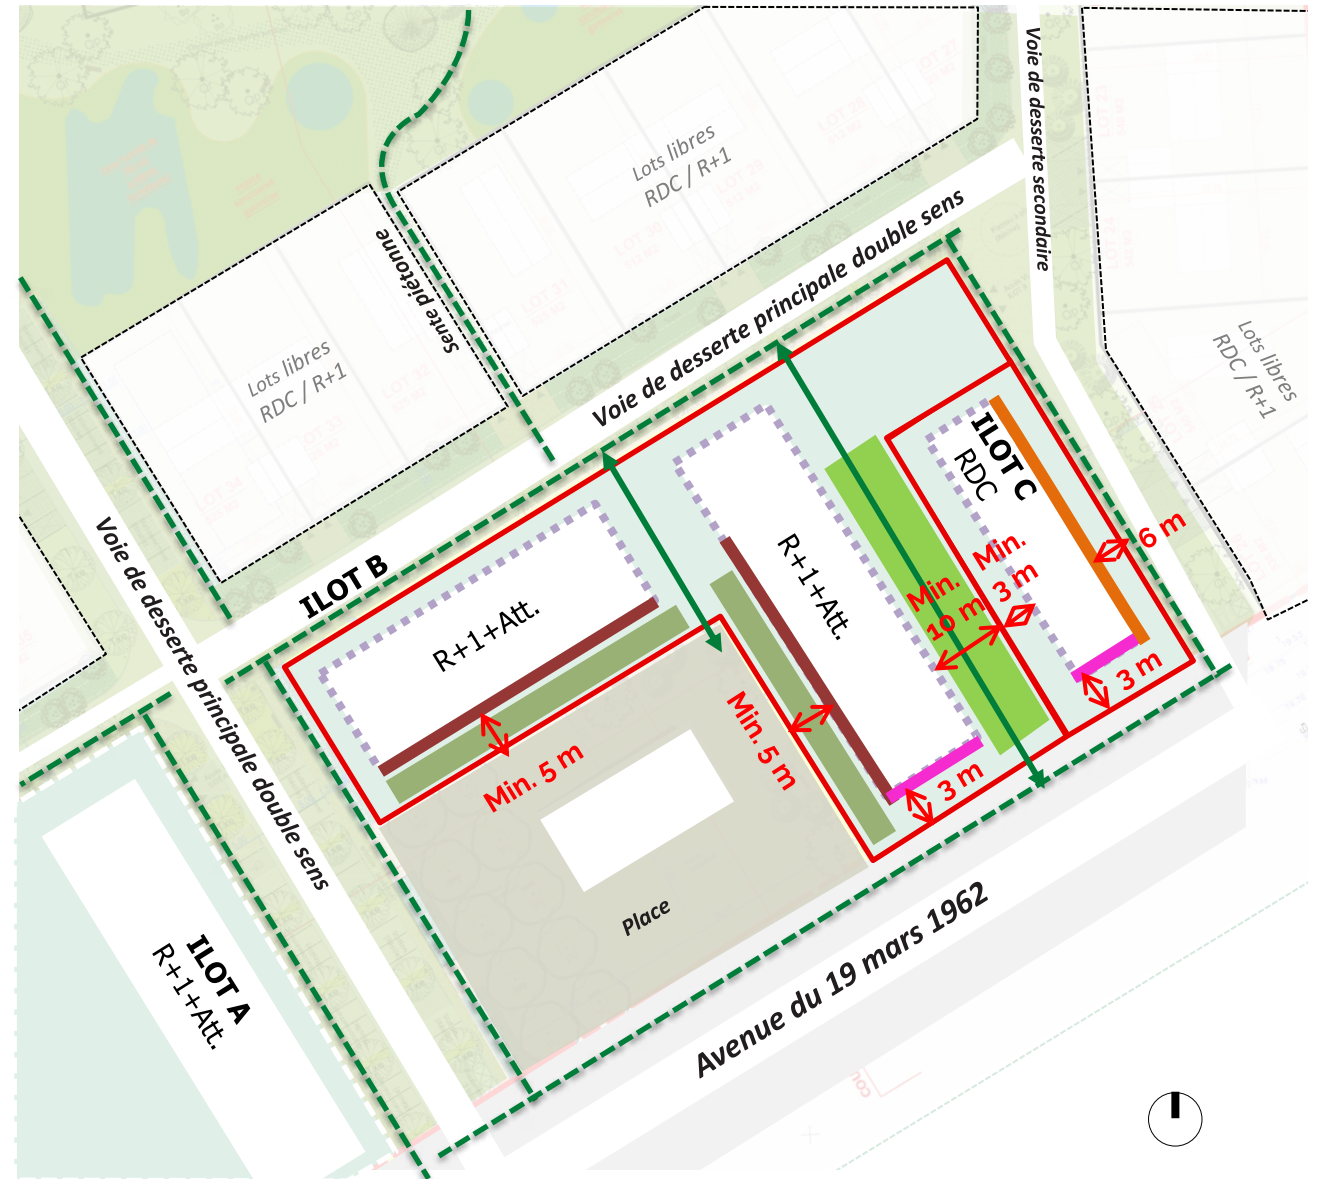 Voie de desserte secondaire
Lots libres
RDC / R+1
Sente piétonne
Voie de desserte principale double sens
Lots libres
RDC / R+1
Lots libres
RDC / R+1
ILOT C
RDC
6 m
Min.
3 m
Min.
10 m
3 m
ILOT B
R+1+Att.
R+1+Att.
Min. 5 m
Min. 5 m
3 m
Voie de desserte principale double sens
Place
Avenue du 19 mars 1962
ILOT A
R+1+Att.